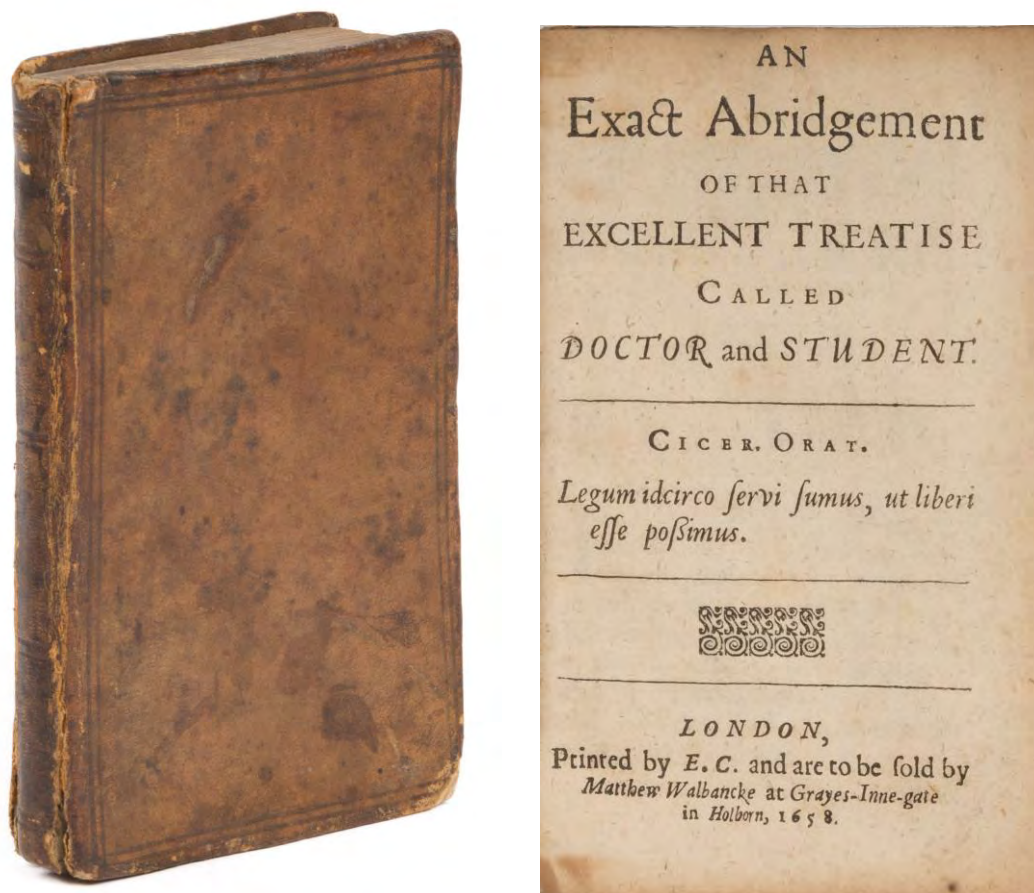 AN
Exact Abridgement
OF THAT
EXCELLENT TREATISE
CALLED
DOCTOR and STUDENT.
CICER. ORAT.
Legum idcirco ſervi ſumus, ut liberi
eſſe poſſimus.
LONDON,
Printed by E. C. and are to be ſold by
Matthew Walbancke at Grayes-Inne-gate
in Holborn, 1658.